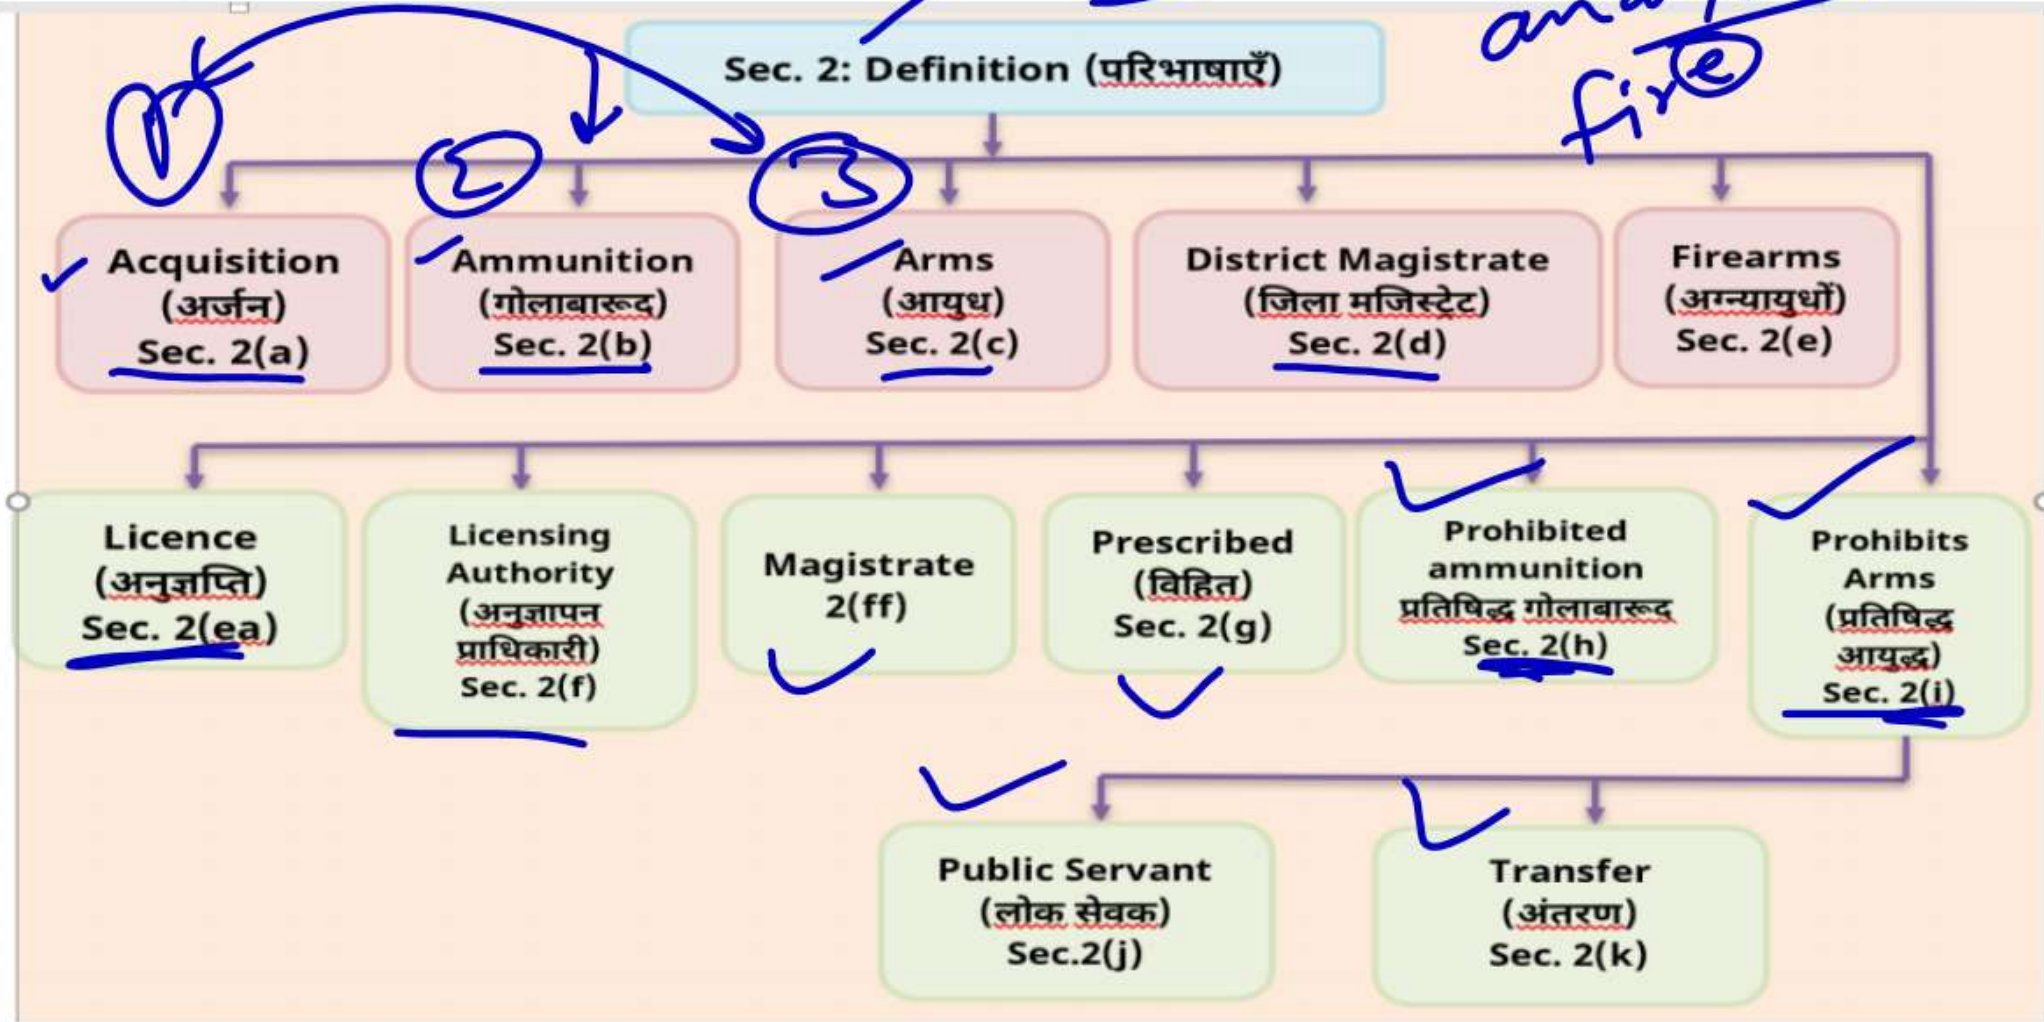 Sec. 2: Definition (परिभाषाएँ)
fire
1
2
3
Acquisition
(अर्जन)
Sec. 2(a)
Ammunition
(गोलाबारूद)
Sec. 2(b)
Arms
(आयुध)
Sec. 2(c)
District Magistrate
(जिला मजिस्ट्रेट)
Sec. 2(d)
Firearms
(अग्न्यायुधों)
Sec. 2(e)
Licence
(अनुज्ञप्ति)
Sec. 2(ea)
Licensing
Authority
(अनुज्ञापन
प्राधिकारी)
Sec. 2(f)
Magistrate
2(ff)
Prescribed
(विहित)
Sec. 2(g)
Prohibited
ammunition
प्रतिषिद्ध गोलाबारूद
Sec. 2(h)
Prohibits
Arms
(प्रतिषिद्ध
आयुद्ध)
Sec. 2(i)
Public Servant
(लोक सेवक)
Sec.2(j)
Transfer
(अंतरण)
Sec. 2(k)